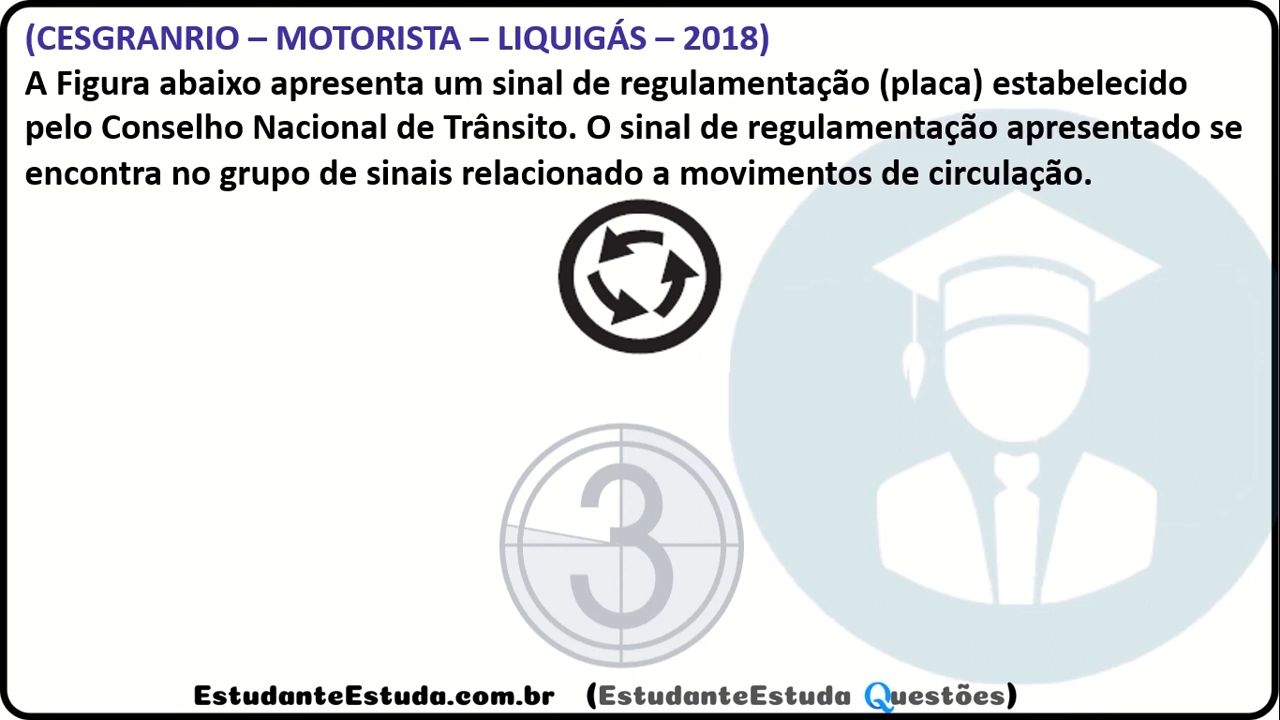 (CESGRANRIO – MOTORISTA – LIQUIGÁS – 2018)
A Figura abaixo apresenta um sinal de regulamentação (placa) estabelecido
pelo Conselho Nacional de Trânsito. O sinal de regulamentação apresentado se
encontra no grupo de sinais relacionado a movimentos de circulação.
3
EstudanteEstuda.com.br (EstudanteEstuda Questões)